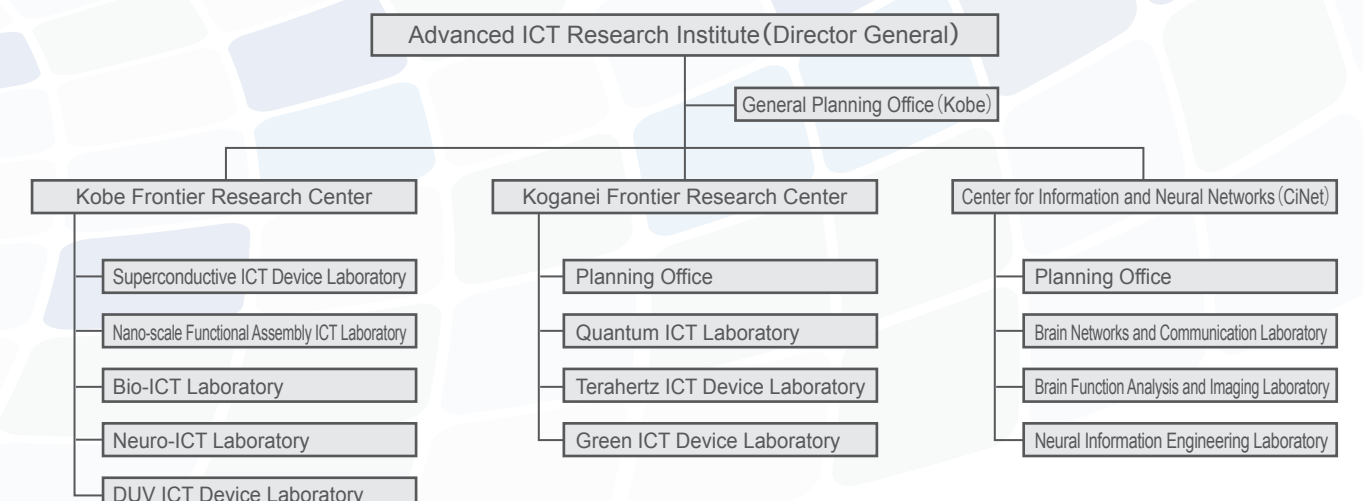 Advanced ICT Research Institute（Director General）
General Planning Office（Kobe）
Kobe Frontier Research Center
Superconductive ICT Device Laboratory
Nano-scale Functional Assembly ICT Laboratory
Bio-ICT Laboratory
Neuro-ICT Laboratory
DUV ICT Device Laboratory
Koganei Frontier Research Center
Planning Office
Quantum ICT Laboratory
Terahertz ICT Device Laboratory
Green ICT Device Laboratory
Center for Information and Neural Networks（CiNet）
Planning Office
Brain Networks and Communication Laboratory
Brain Function Analysis and Imaging Laboratory
Neural Information Engineering Laboratory